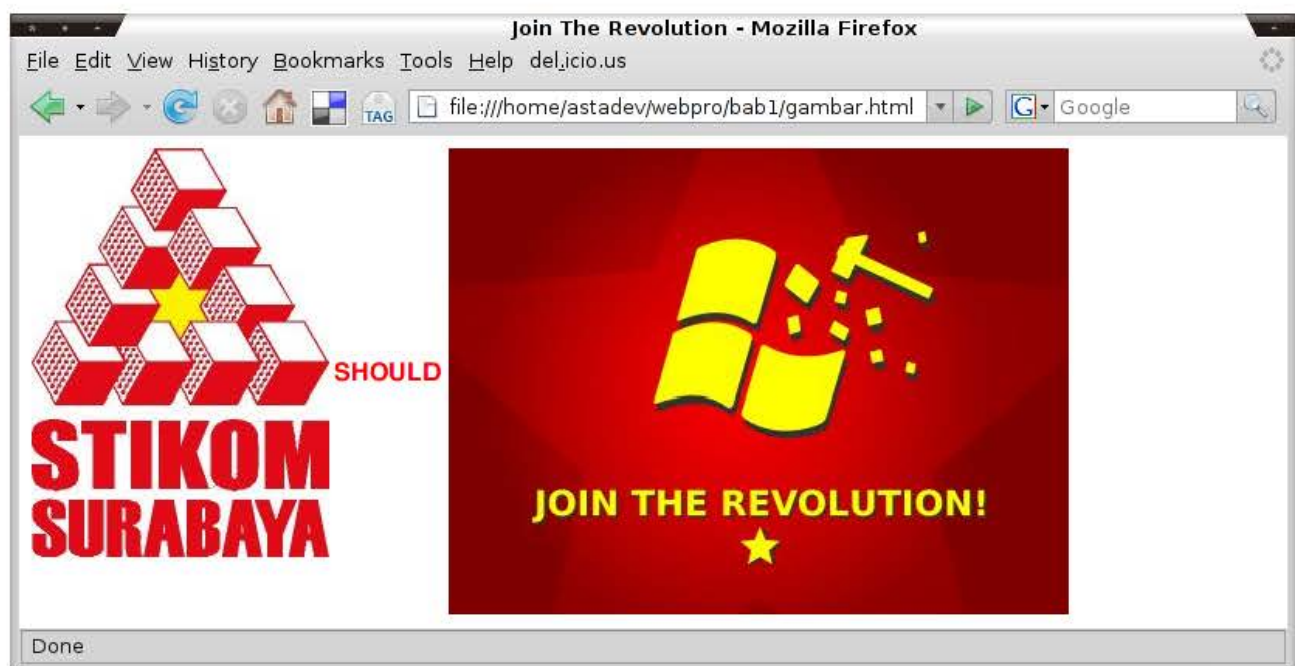 Join The Revolution - Mozilla Firefox
File Edit View History Bookmarks Tools Help del.icio.us
TAG file:///home/astadev/webpro/bab1/gambar.html G Google
SHOULD
STIKOM
SURABAYA
JOIN THE REVOLUTION!
Done